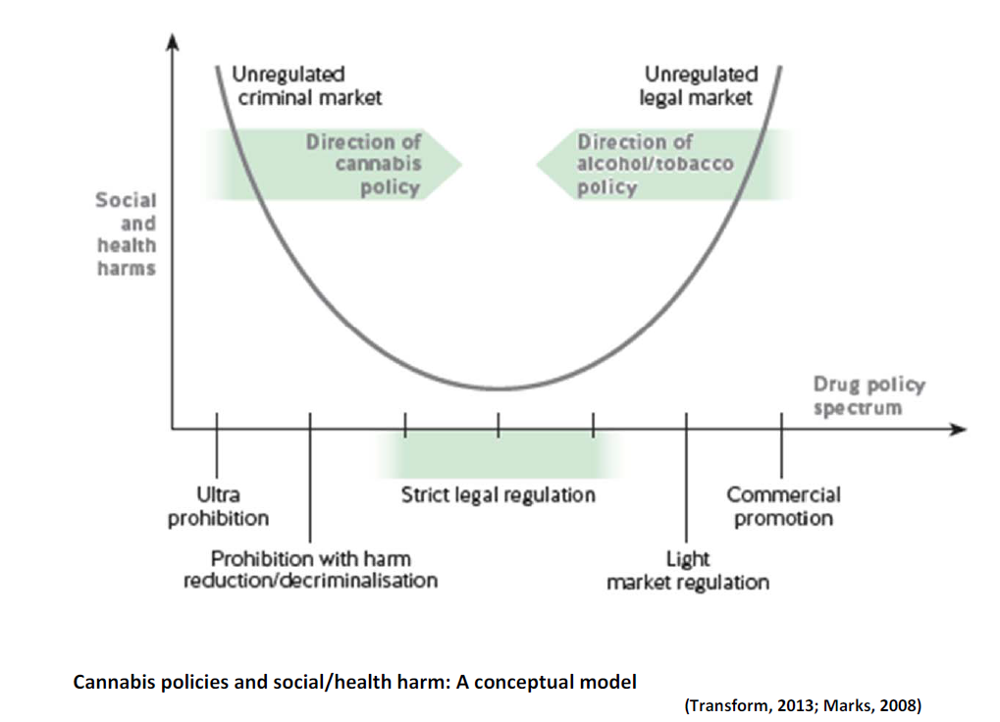 Unregulated
criminal market
Unregulated
legal market
Direction of
cannabis
policy
Direction of
alcohol/tobacco
policy
Social
and
health
harms
Drug policy
spectrum
Ultra
prohibition
Strict legal regulation
Commercial
promotion
Prohibition with harm
reduction/decriminalisation
Light
market regulation
Cannabis policies and social/health harm: A conceptual model
(Transform, 2013; Marks, 2008)